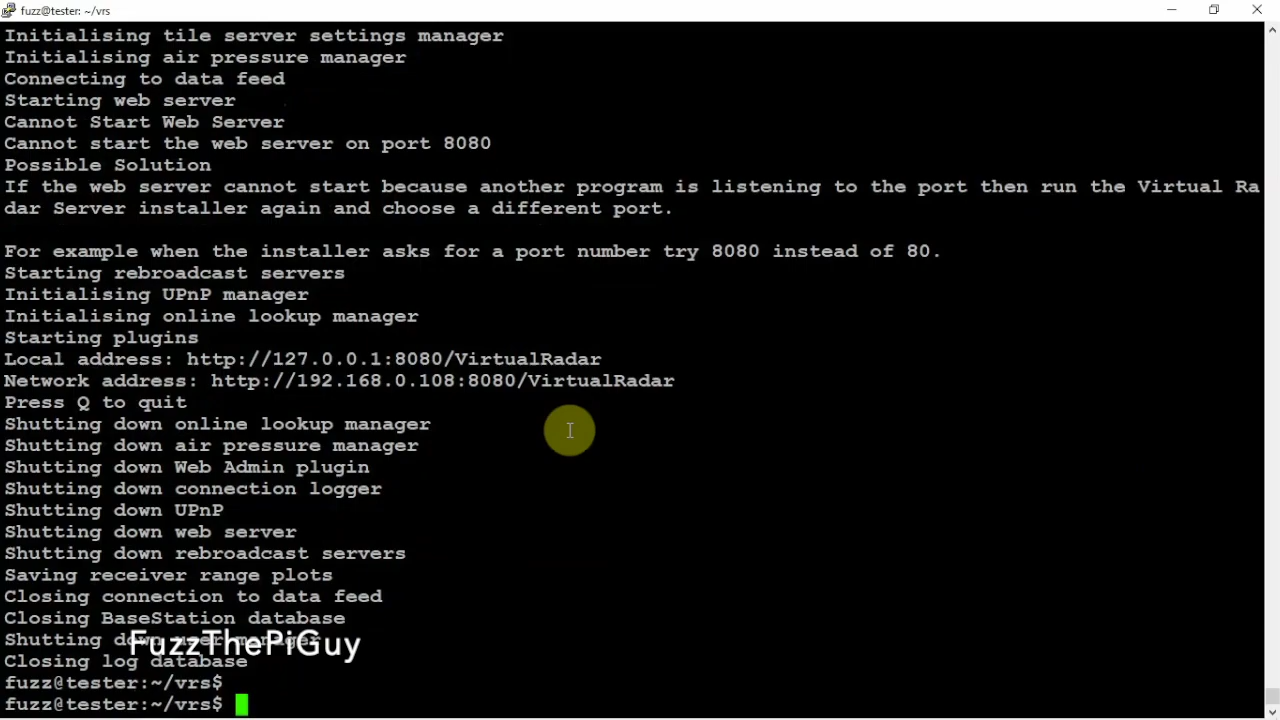 fuzz@tester: ~/vrs
Initialising tile server settings manager
Initialising air pressure manager
Connecting to data feed
Starting web server
Cannot Start Web Server
Cannot start the web server on port 8080
Possible Solution
If the web server cannot start because another program is listening to the port then run the Virtual Ra
dar Server installer again and choose a different port.
For example when the installer asks for a port number try 8080 instead of 80.
Starting rebroadcast servers
Initialising UPnP manager
Initialising online lookup manager
Starting plugins
Local address: http://127.0.0.1:8080/VirtualRadar
Network address: http://192.168.0.108:8080/VirtualRadar
Press Q to quit
Shutting down online lookup manager
Shutting down air pressure manager
Shutting down Web Admin plugin
Shutting down connection logger
Shutting down UPnP
Shutting down web server
Shutting down rebroadcast servers
Saving receiver range plots
Closing connection to data feed
Closing BaseStation database
Shutting down user manager
FuzzThePiGuy
Closing log database
fuzz@tester:~/vrs$
fuzz@tester:~/vrs$